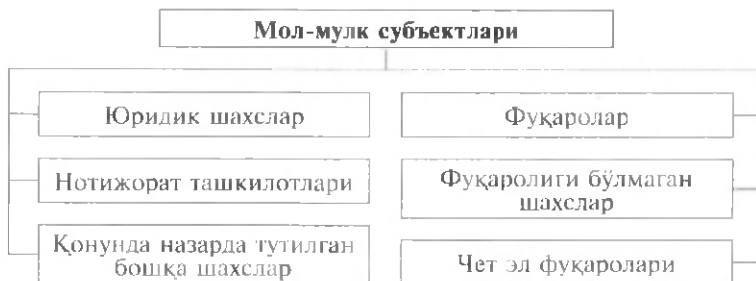 Мол-мулк субъектлари
Юридик шахслар
Фуқаролар
Нотижорат ташкилотлари
Фуқаролиги бўлмаган
шахслар
Қонунда назарда тутилган
бошқа шахслар
Чет эл фуқаролари